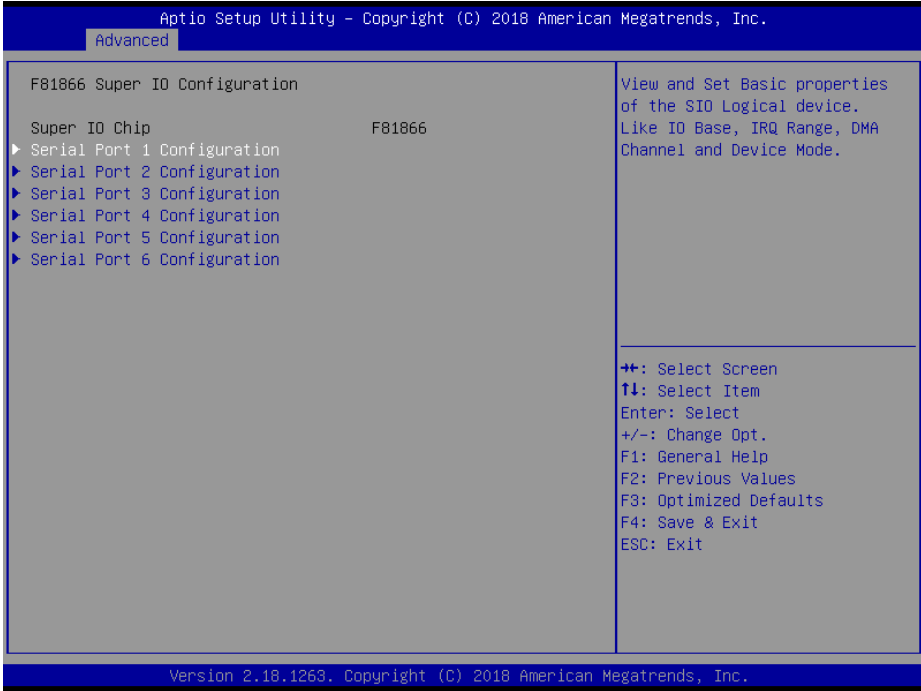 Aptio Setup Utility – Copyright (C) 2018 American Megatrends, Inc.
Advanced
F81866 Super IO Configuration
Super IO Chip F81866
Serial Port 1 Configuration
Serial Port 2 Configuration
Serial Port 3 Configuration
Serial Port 4 Configuration
Serial Port 5 Configuration
Serial Port 6 Configuration
View and Set Basic properties
of the SIO Logical device.
Like IO Base, IRQ Range, DMA
Channel and Device Mode.
→←: Select Screen
↑↓: Select Item
Enter: Select
+/-: Change Opt.
F1: General Help
F2: Previous Values
F3: Optimized Defaults
F4: Save & Exit
ESC: Exit
Version 2.18.1263. Copyright (C) 2018 American Megatrends, Inc.